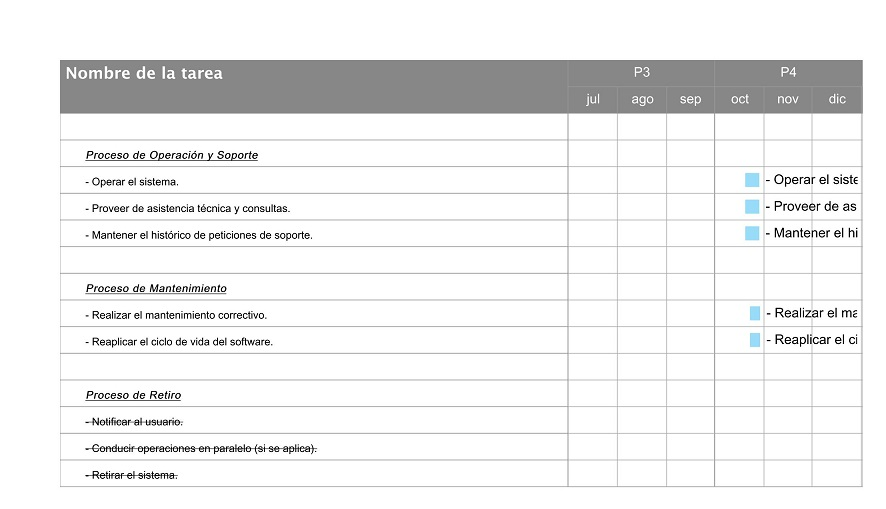 Nombre de la tarea
P3 P4
jul ago sep oct nov dic
Proceso de Operación y Soporte
- Operar el sistema. - Operar el siste
- Proveer de asistencia técnica y consultas. - Proveer de as
- Mantener el histórico de peticiones de soporte. - Mantener el hi
Proceso de Mantenimiento
- Realizar el mantenimiento correctivo. - Realizar el ma
- Reaplicar el ciclo de vida del software. - Reaplicar el ci
Proceso de Retiro
- Notificar al usuario.
- Conducir operaciones en paralelo (si se aplica).
- Retirar el sistema.